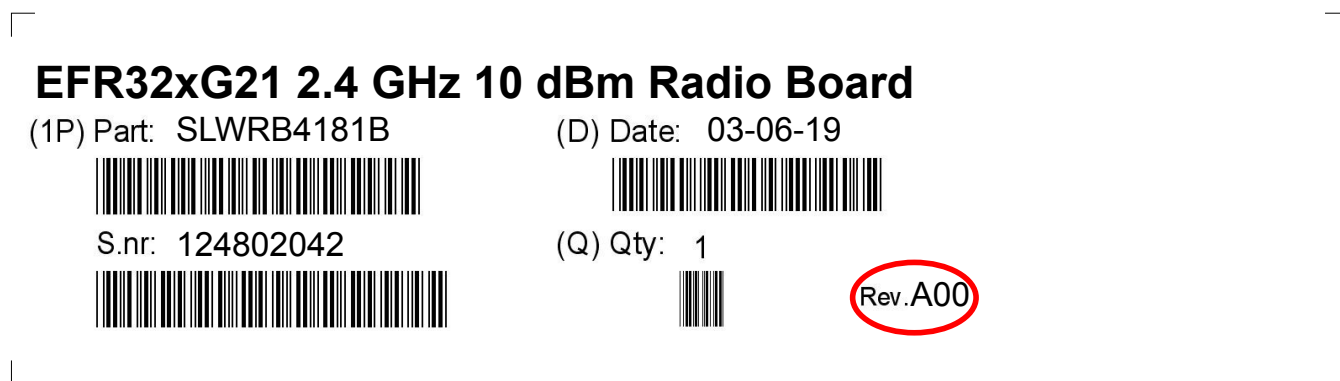 EFR32xG21 2.4 GHz 10 dBm Radio Board
(1P) Part: SLWRB4181B (D) Date: 03-06-19
S.nr: 124802042 (Q) Qty: 1
Rev.A00